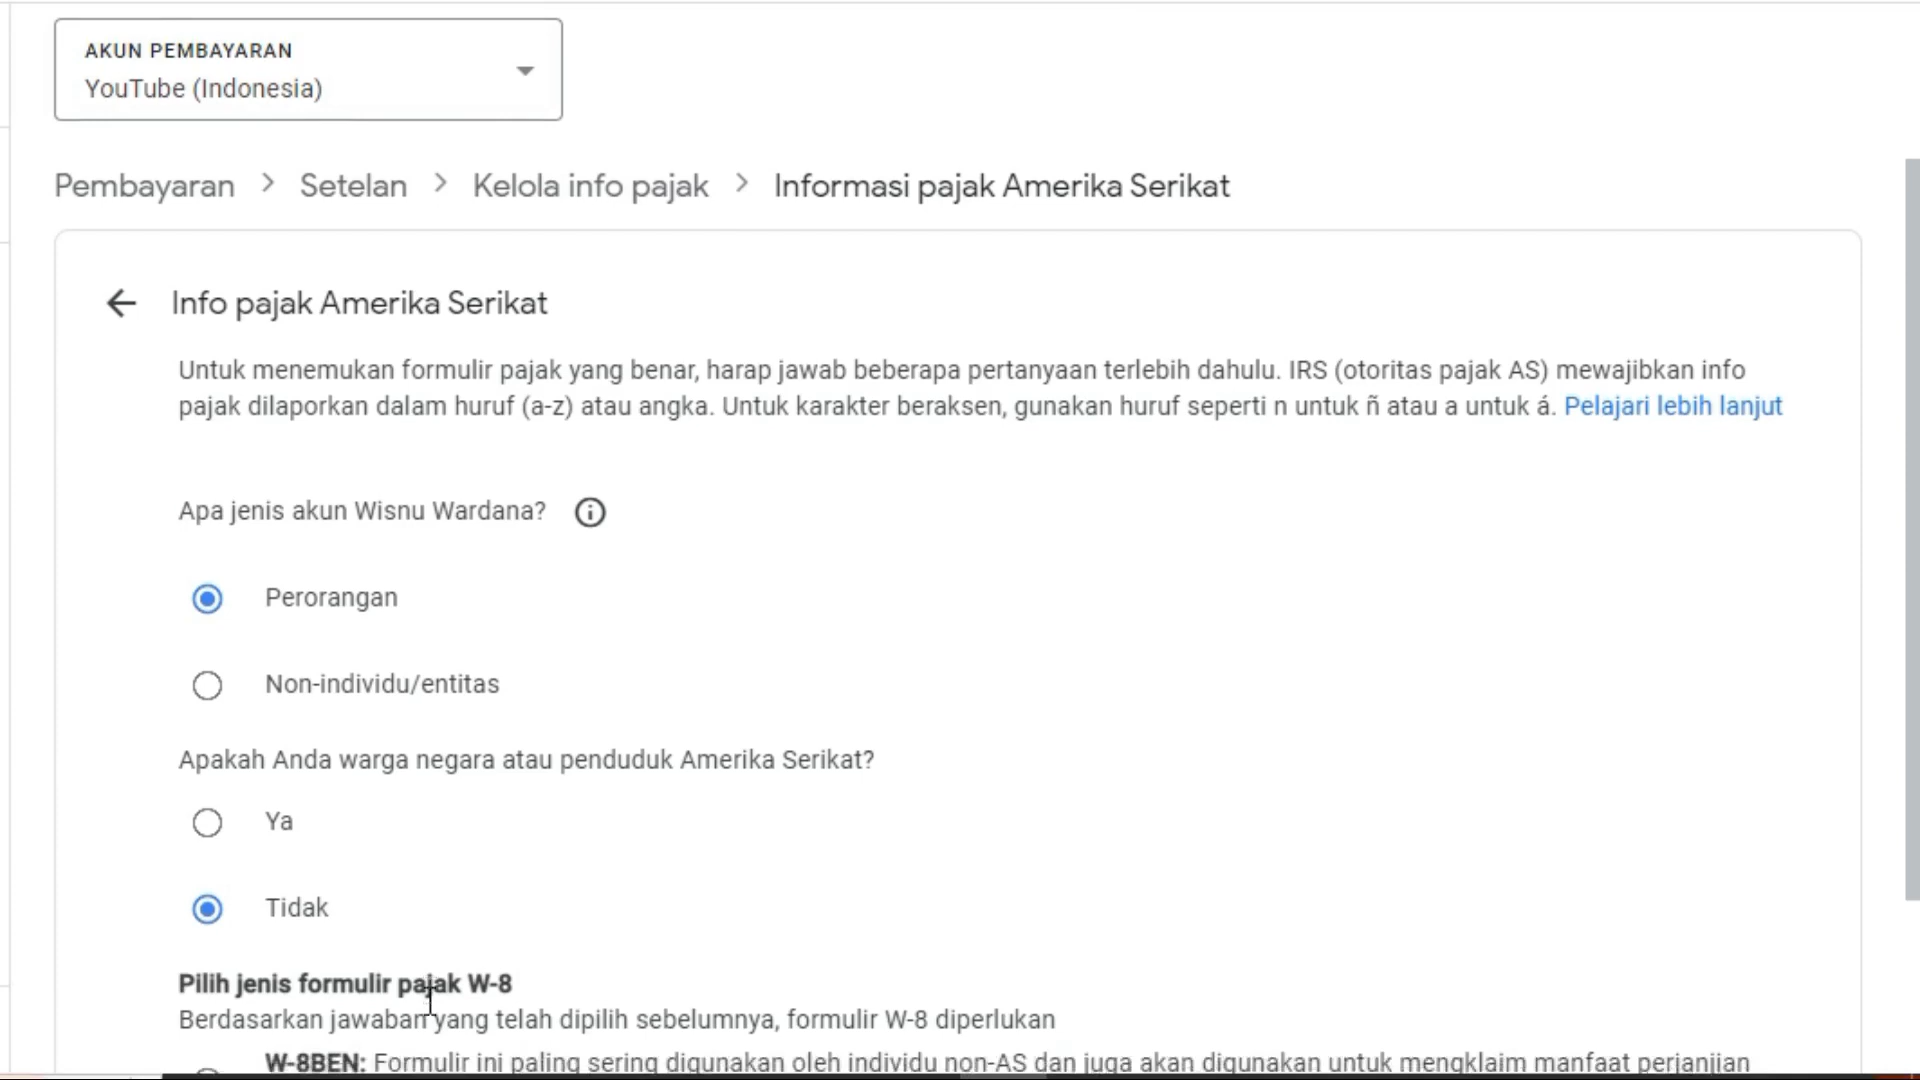 AKUN PEMBAYARAN
YouTube (Indonesia)
Pembayaran > Setelan > Kelola info pajak > Informasi pajak Amerika Serikat
Info pajak Amerika Serikat
Untuk menemukan formulir pajak yang benar, harap jawab beberapa pertanyaan terlebih dahulu. IRS (otoritas pajak AS) mewajibkan info
pajak dilaporkan dalam huruf (a-z) atau angka. Untuk karakter beraksen, gunakan huruf seperti n untuk ñ atau a untuk á. Pelajari lebih lanjut
Apa jenis akun Wisnu Wardana?
Perorangan
Non-individu/entitas
Apakah Anda warga negara atau penduduk Amerika Serikat?
Ya
Tidak
Pilih jenis formulir pajak W-8
Berdasarkan jawaban yang telah dipilih sebelumnya, formulir W-8 diperlukan
W-8BEN: Formulir ini paling sering digunakan oleh individu non-AS dan juga akan digunakan untuk mengklaim manfaat perjanjian